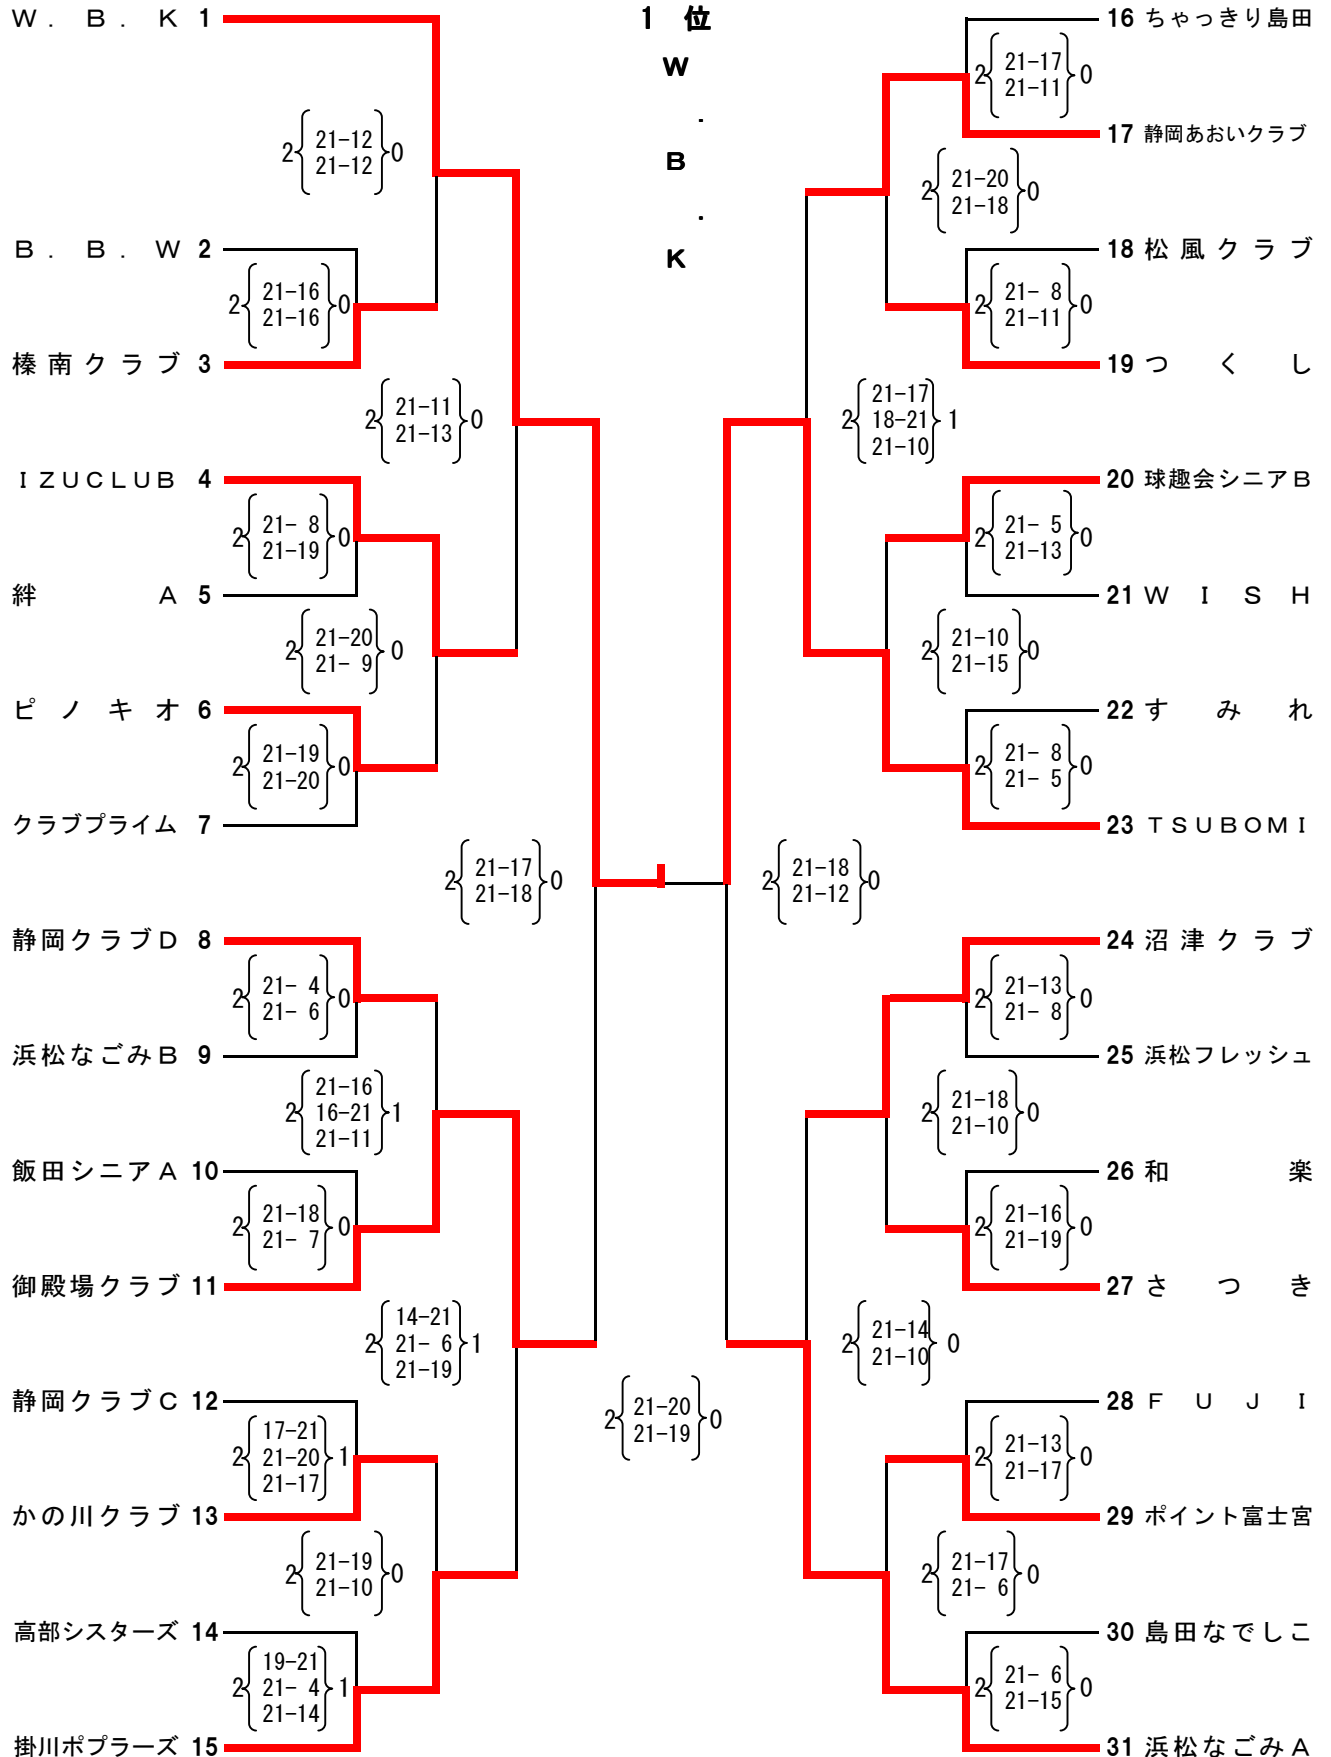 1 位
W
.
B
.
K
W . B . K 1
2 21-12 0
21-12
B . B . W 2
2 21-16 0
21-16
榛南クラブ 3
2 21-11 0
21-13
IZUCLUB 4
2 21- 8 0
21-19
絆 A 5
2 21-20 0
21- 9
ピノキオ 6
2 21-19 0
21-20
クラブプライム 7
2 21-17 0
21-18
静岡クラブD 8
2 21- 4 0
21- 6
浜松なごみB 9
21-16
2 16-21 1
21-11
飯田シニアA 10
2 21-18 0
21- 7
御殿場クラブ 11
14-21
2 21- 6 1
21-19
静岡クラブC 12
17-21
2 21-20 1
21-17
かの川クラブ 13
2 21-19 0
21-10
高部シスターズ 14
19-21
2 21- 4 1
21-14
掛川ポプラーズ 15
2 21-20 0
21-19
16 ちゃっきり島田
2 21-17 0
21-11
17 静岡あおいクラブ
2 21-20 0
21-18
18 松風クラブ
2 21- 8 0
21-11
19 つくし
21-17
2 18-21 1
21-10
20 球趣会シニアB
2 21- 5 0
21-13
21 WISH
2 21-10 0
21-15
22 すみれ
2 21- 8 0
21- 5
23 TSUBOMI
2 21-18 0
21-12
24 沼津クラブ
2 21-13 0
21- 8
25 浜松フレッシュ
2 21-18 0
21-10
26 和楽
2 21-16 0
21-19
27 さつき
2 21-14 0
21-10
28 FUJI
2 21-13 0
21-17
29 ポイント富士宮
2 21-17 0
21- 6
30 島田なでしこ
2 21- 6 0
21-15
31 浜松なごみA